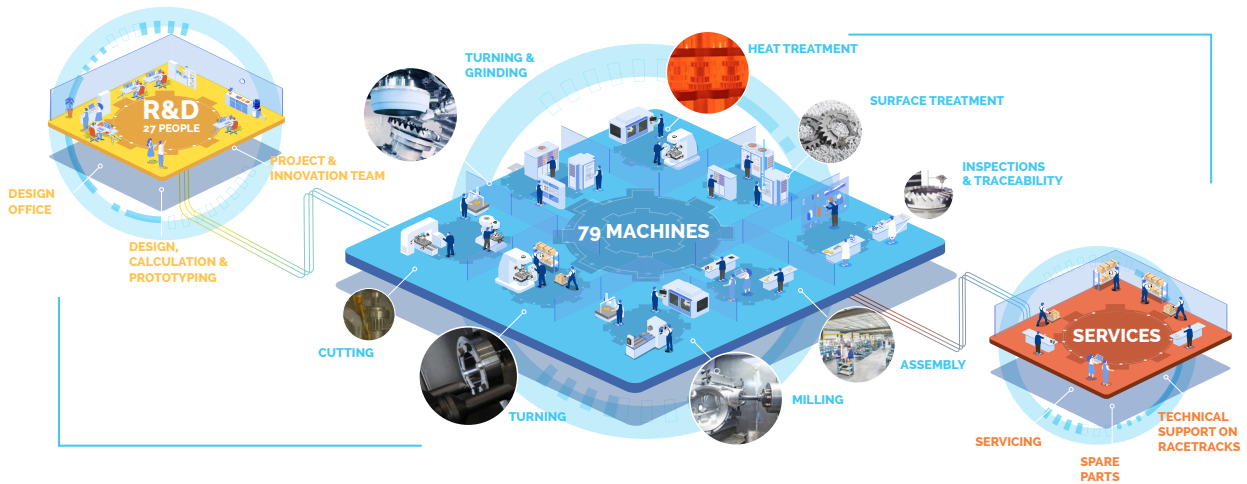 R&D
27 PEOPLE
DESIGN
OFFICE
DESIGN,
CALCULATION &
PROTOTYPING
PROJECT &
INNOVATION TEAM
TURNING &
GRINDING
HEAT TREATMENT
SURFACE TREATMENT
INSPECTIONS
& TRACEABILITY
79 MACHINES
CUTTING
TURNING
MILLING
ASSEMBLY
SERVICES
SERVICING
SPARE
PARTS
TECHNICAL
SUPPORT ON
RACETRACKS